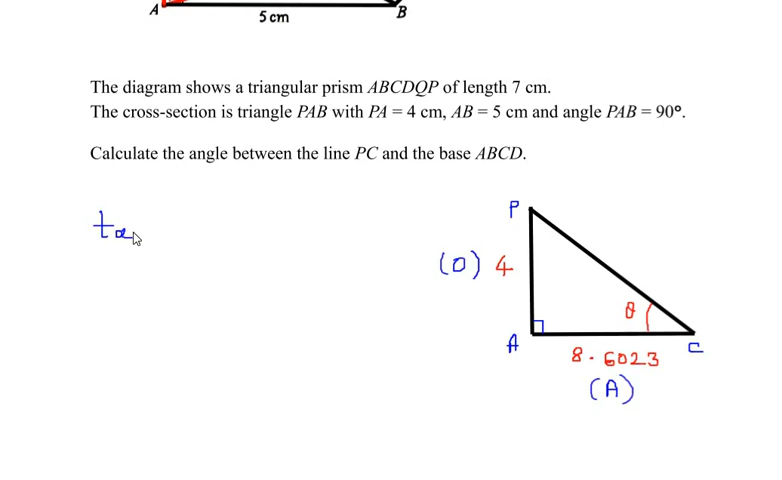 A
5 cm
B
The diagram shows a triangular prism ABCDQP of length 7 cm.
The cross-section is triangle PAB with PA = 4 cm, AB = 5 cm and angle PAB = 90°.
Calculate the angle between the line PC and the base ABCD.
P
ta
(O) 4
θ
A
C
8.6023
(A)